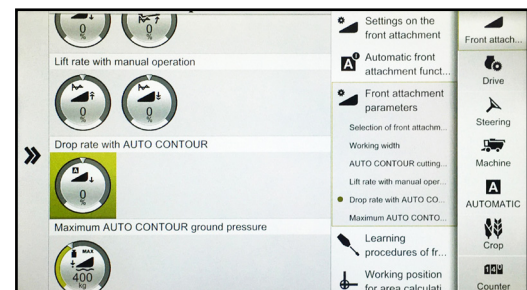 0
%
0
%
Lift rate with manual operation
0
%
0
%
Drop rate with AUTO CONTOUR
A
0
%
Maximum AUTO CONTOUR ground pressure
MAX
400
kg
Settings on the
front attachment
A
Automatic front
attachment funct...
Front attachment
parameters
Selection of front attachm...
Working width
AUTO CONTOUR cutting...
Lift rate with manual oper...
Drop rate with AUTO CO...
Maximum AUTO CONTO...
Learning
procedures of fr...
Working position
for area calculati...
Front attach...
Drive
Steering
Machine
A
AUTOMATIC
Crop
Counter